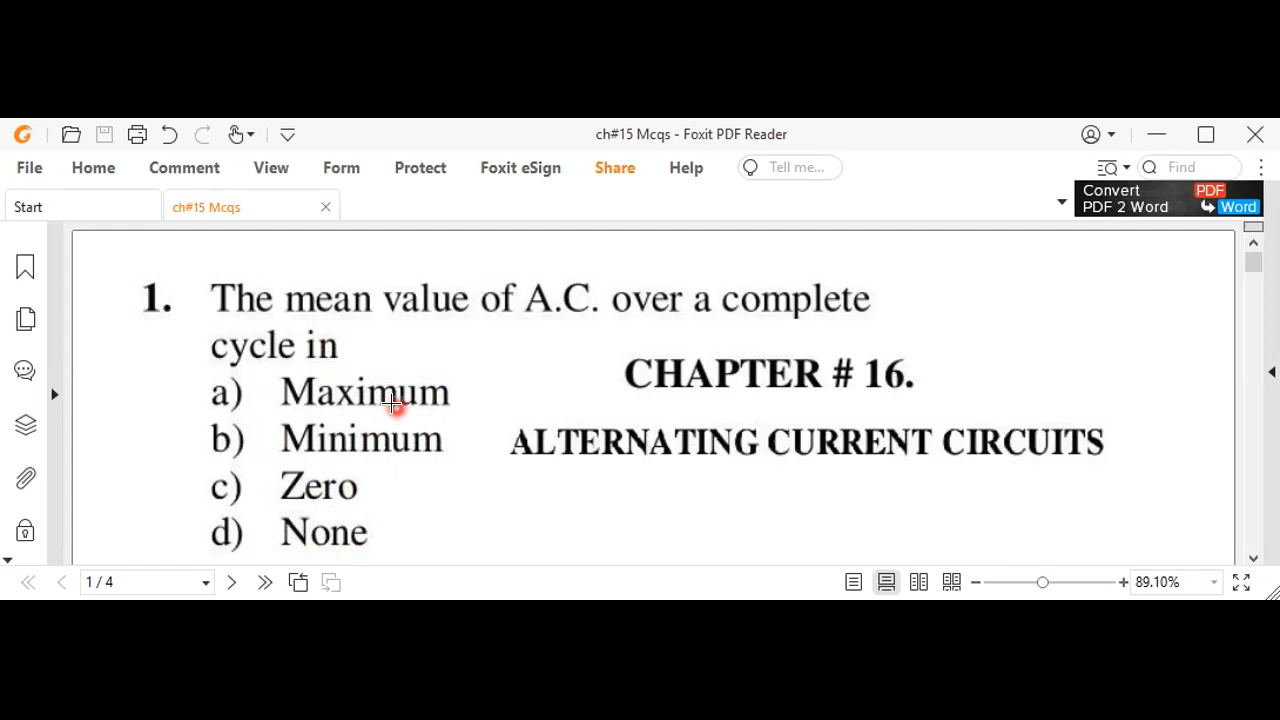 ch#15 Mcqs - Foxit PDF Reader
File Home Comment View Form Protect Foxit eSign Share Help Tell me... Find
Start ch#15 Mcqs
Convert PDF
PDF 2 Word Word
1. The mean value of A.C. over a complete
cycle in
CHAPTER # 16.
a) Maximum
b) Minimum
ALTERNATING CURRENT CIRCUITS
c) Zero
d) None
1 / 4 89.10%